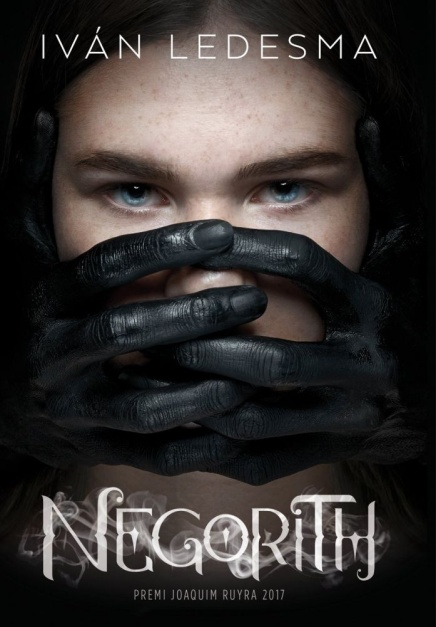 IVÁN LEDESMA
NEGORITH
PREMI JOAQUIM RUYRA 2017